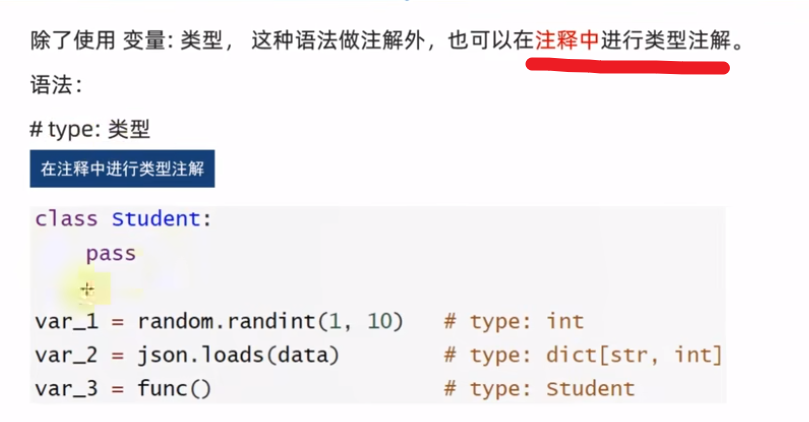 除了使用 变量: 类型， 这种语法做注解外，也可以在注释中进行类型注解。
语法：
# type: 类型
在注释中进行类型注解
class Student:
    pass
var_1 = random.randint(1, 10)   # type: int
var_2 = json.loads(data)        # type: dict[str, int]
var_3 = func()                  # type: Student